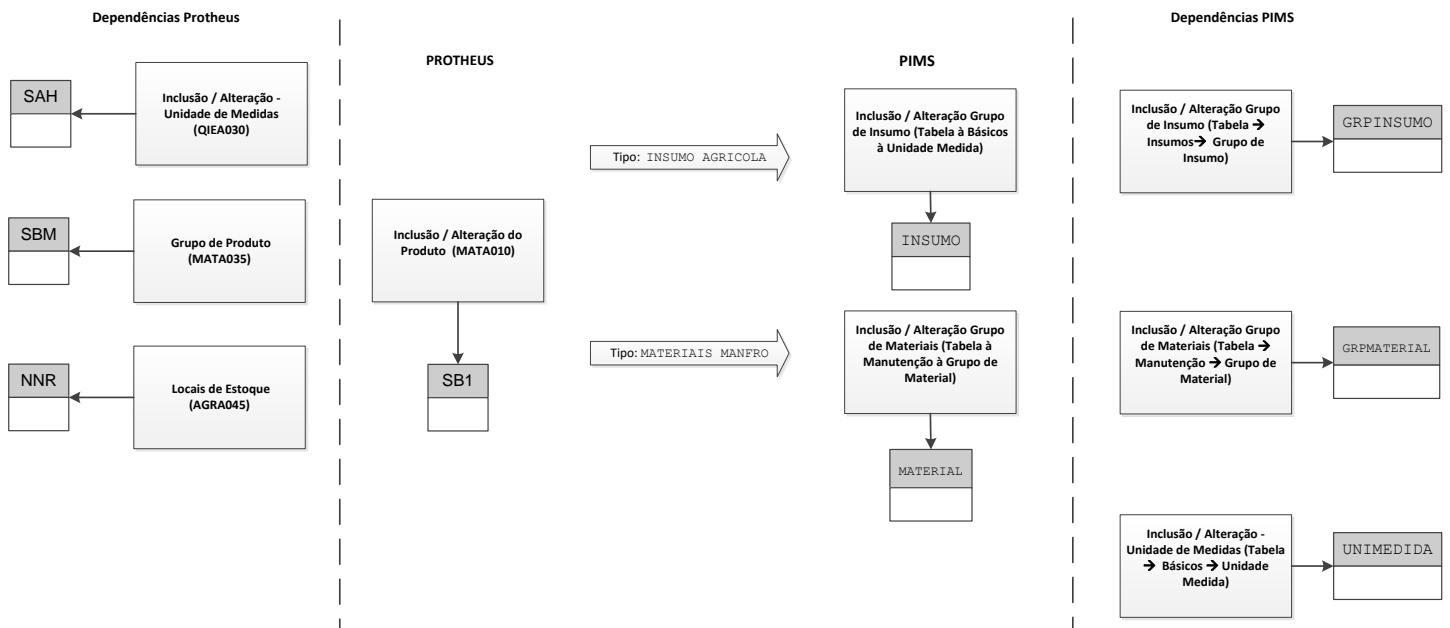 Dependências Protheus
SAH
Inclusão / Alteração -
Unidade de Medidas
(QIEA030)
SBM
Grupo de Produto
(MATA035)
NNR
Locais de Estoque
(AGRA045)
PROTHEUS
Inclusão / Alteração do
Produto (MATA010)
SB1
Tipo: INSUMO AGRICOLA
Tipo: MATERIAIS MANFRO
PIMS
Inclusão / Alteração Grupo
de Insumo (Tabela à Básicos
à Unidade Medida)
INSUMO
Inclusão / Alteração Grupo
de Materiais (Tabela à
Manutenção à Grupo de
Material)
MATERIAL
Dependências PIMS
Inclusão / Alteração Grupo
de Insumo (Tabela →
Insumos→ Grupo de
Insumo)
GRPINSUMO
Inclusão / Alteração Grupo
de Materiais (Tabela →
Manutenção → Grupo de
Material)
GRPMATERIAL
Inclusão / Alteração -
Unidade de Medidas (Tabela
→ Básicos → Unidade
Medida)
UNIMEDIDA